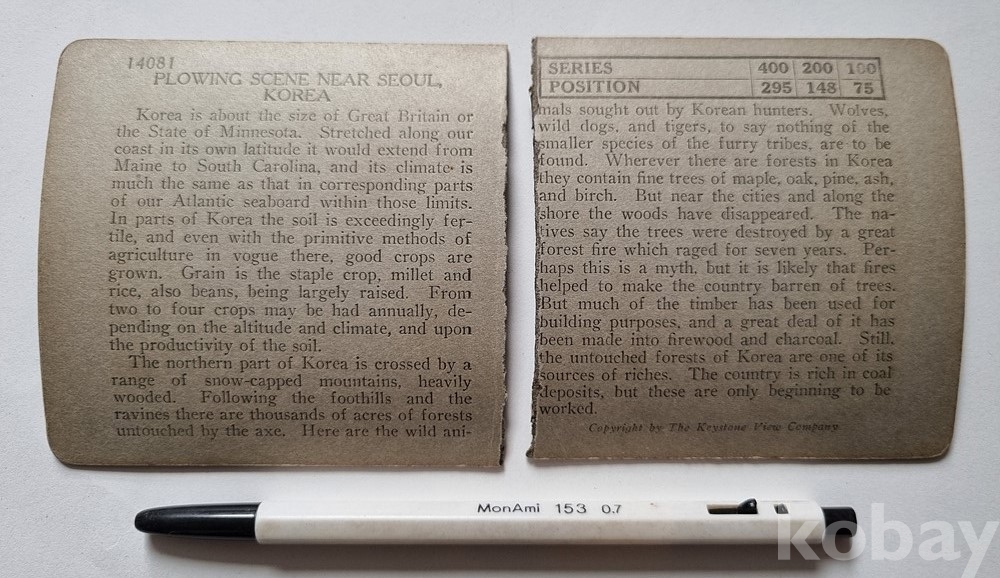 14081
PLOWING SCENE NEAR SEOUL,
KOREA
Korea is about the size of Great Britain or
the State of Minnesota. Stretched along our
coast in its own latitude it would extend from
Maine to South Carolina, and its climate is
much the same as that in corresponding parts
of our Atlantic seaboard within those limits.
In parts of Korea the soil is exceedingly fer-
tile, and even with the primitive methods of
agriculture in vogue there, good crops are
grown. Grain is the staple crop, millet and
rice, also beans, being largely raised. From
two to four crops may be had annually, de-
pending on the altitude and climate, and upon
the productivity of the soil.
The northern part of Korea is crossed by a
range of snow-capped mountains, heavily
wooded. Following the foothills and the
ravines there are thousands of acres of forests
untouched by the axe. Here are the wild ani-
SERIES 400 200 100
POSITION 295 148 75
mals sought out by Korean hunters. Wolves,
wild dogs, and tigers, to say nothing of the
smaller species of the furry tribes, are to be
found. Wherever there are forests in Korea
they contain fine trees of maple, oak, pine, ash,
and birch. But near the cities and along the
shore the woods have disappeared. The na-
tives say the trees were destroyed by a great
forest fire which raged for seven years. Per-
haps this is a myth, but it is likely that fires
helped to make the country barren of trees.
But much of the timber has been used for
building purposes, and a great deal of it has
been made into firewood and charcoal. Still,
the untouched forests of Korea are one of its
sources of riches. The country is rich in coal
deposits, but these are only beginning to be
worked.
Copyright by The Keystone View Company
MonAmi 153 0.7
kobay